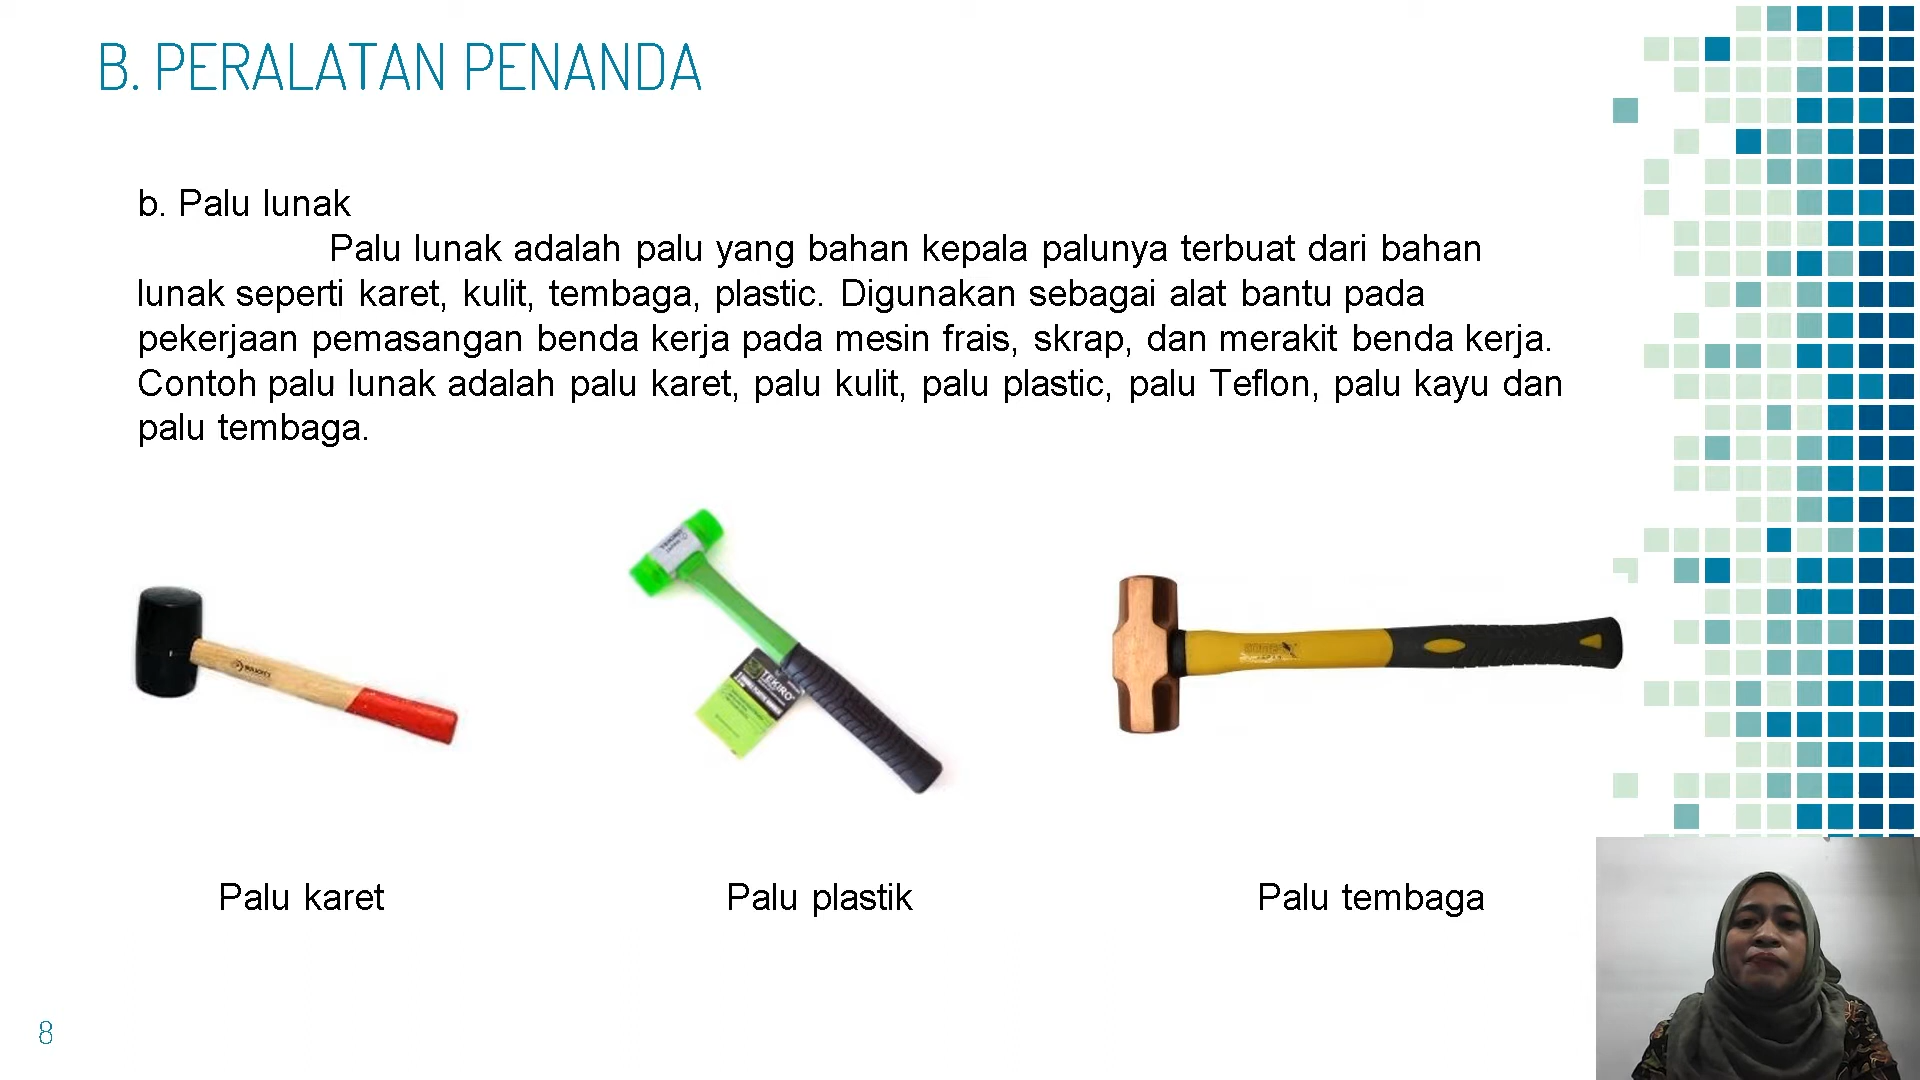 B. PERALATAN PENANDA
b. Palu lunak
Palu lunak adalah palu yang bahan kepala palunya terbuat dari bahan
lunak seperti karet, kulit, tembaga, plastic. Digunakan sebagai alat bantu pada
pekerjaan pemasangan benda kerja pada mesin frais, skrap, dan merakit benda kerja.
Contoh palu lunak adalah palu karet, palu kulit, palu plastic, palu Teflon, palu kayu dan
palu tembaga.
TEKIRO
Palu karet
Palu plastik
Palu tembaga
8